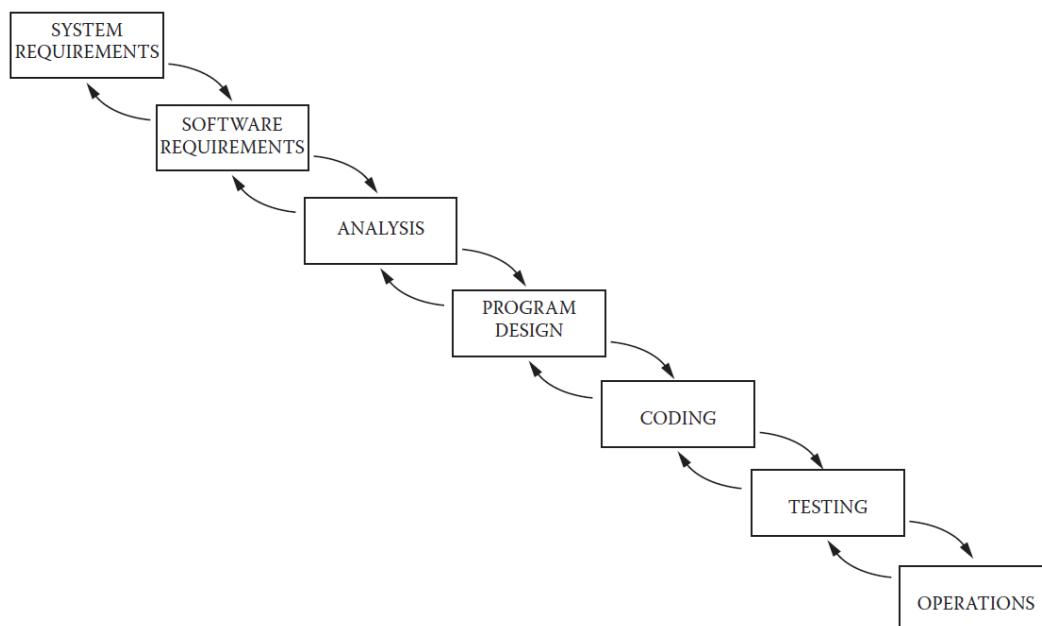 SYSTEM
REQUIREMENTS
SOFTWARE
REQUIREMENTS
ANALYSIS
PROGRAM
DESIGN
CODING
TESTING
OPERATIONS